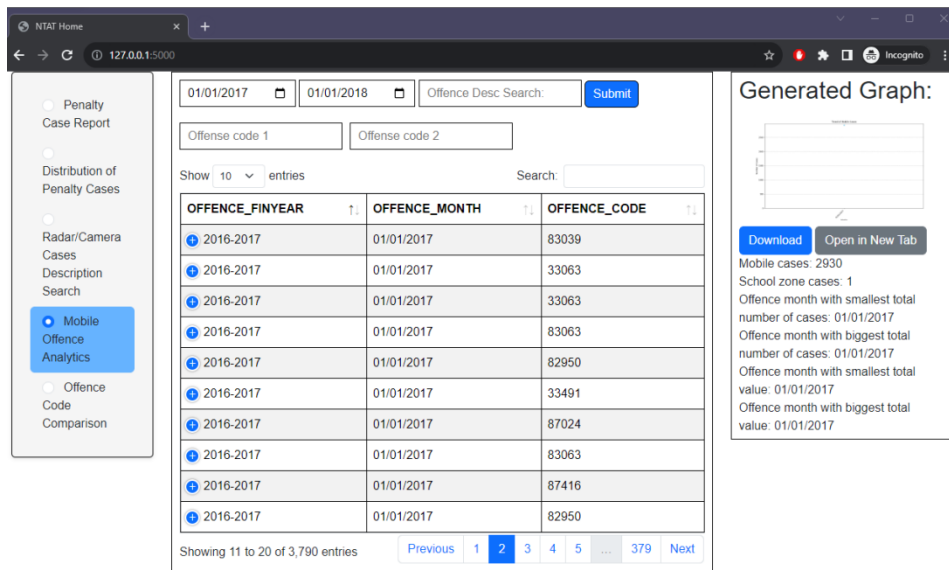 NTAT Home
127.0.0.1:5000
Incognito
Penalty
Case Report
Distribution of
Penalty Cases
Radar/Camera
Cases
Description
Search
Mobile
Offence
Analytics
Offence
Code
Comparison
01/01/2017 01/01/2018 Offence Desc Search: Submit
Offense code 1 Offense code 2
Show 10 entries Search:
OFFENCE_FINYEAR OFFENCE_MONTH OFFENCE_CODE
2016-2017 01/01/2017 83039
2016-2017 01/01/2017 33063
2016-2017 01/01/2017 33063
2016-2017 01/01/2017 83063
2016-2017 01/01/2017 82950
2016-2017 01/01/2017 33491
2016-2017 01/01/2017 87024
2016-2017 01/01/2017 83063
2016-2017 01/01/2017 87416
2016-2017 01/01/2017 82950
Showing 11 to 20 of 3,790 entries Previous 1 2 3 4 5 ... 379 Next
Generated Graph:
Download Open in New Tab
Mobile cases: 2930
School zone cases: 1
Offence month with smallest total
number of cases: 01/01/2017
Offence month with biggest total
number of cases: 01/01/2017
Offence month with smallest total
value: 01/01/2017
Offence month with biggest total
value: 01/01/2017